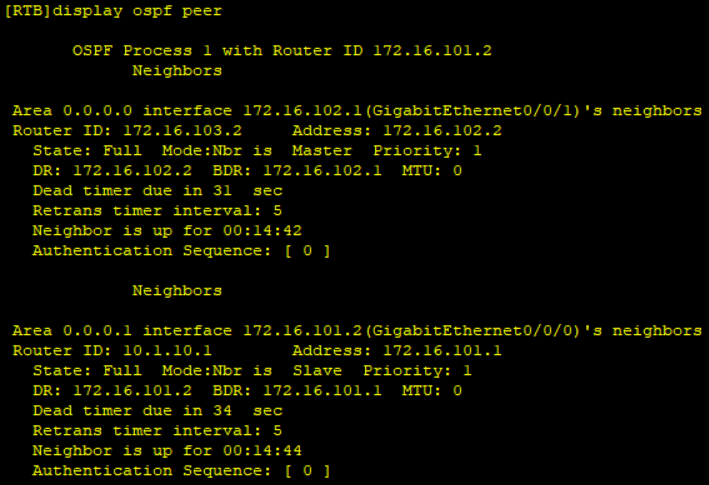 [RTB]display ospf peer
OSPF Process 1 with Router ID 172.16.101.2
Neighbors
Area 0.0.0.0 interface 172.16.102.1(GigabitEthernet0/0/1)'s neighbors
Router ID: 172.16.103.2 Address: 172.16.102.2
State: Full Mode:Nbr is Master Priority: 1
DR: 172.16.102.2 BDR: 172.16.102.1 MTU: 0
Dead timer due in 31 sec
Retrans timer interval: 5
Neighbor is up for 00:14:42
Authentication Sequence: [ 0 ]
Neighbors
Area 0.0.0.1 interface 172.16.101.2(GigabitEthernet0/0/0)'s neighbors
Router ID: 10.1.10.1 Address: 172.16.101.1
State: Full Mode:Nbr is Slave Priority: 1
DR: 172.16.101.2 BDR: 172.16.101.1 MTU: 0
Dead timer due in 34 sec
Retrans timer interval: 5
Neighbor is up for 00:14:44
Authentication Sequence: [ 0 ]